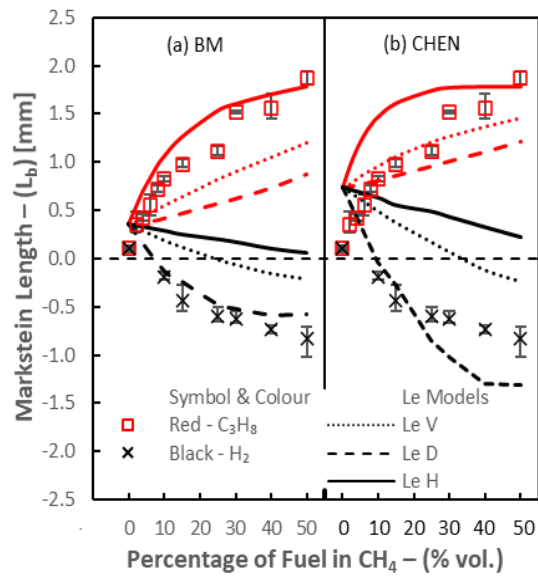 (a) BM
(b) CHEN
Markstein Length – (L_b) [mm]
2.5
2.0
1.5
1.0
0.5
0.0
-0.5
-1.0
-1.5
-2.0
-2.5
Symbol & Colour
Red - C₃H₈
Black - H₂
Le Models
Le V
Le D
Le H
0 10 20 30 40 50 0 10 20 30 40 50
Percentage of Fuel in CH₄ – (% vol.)